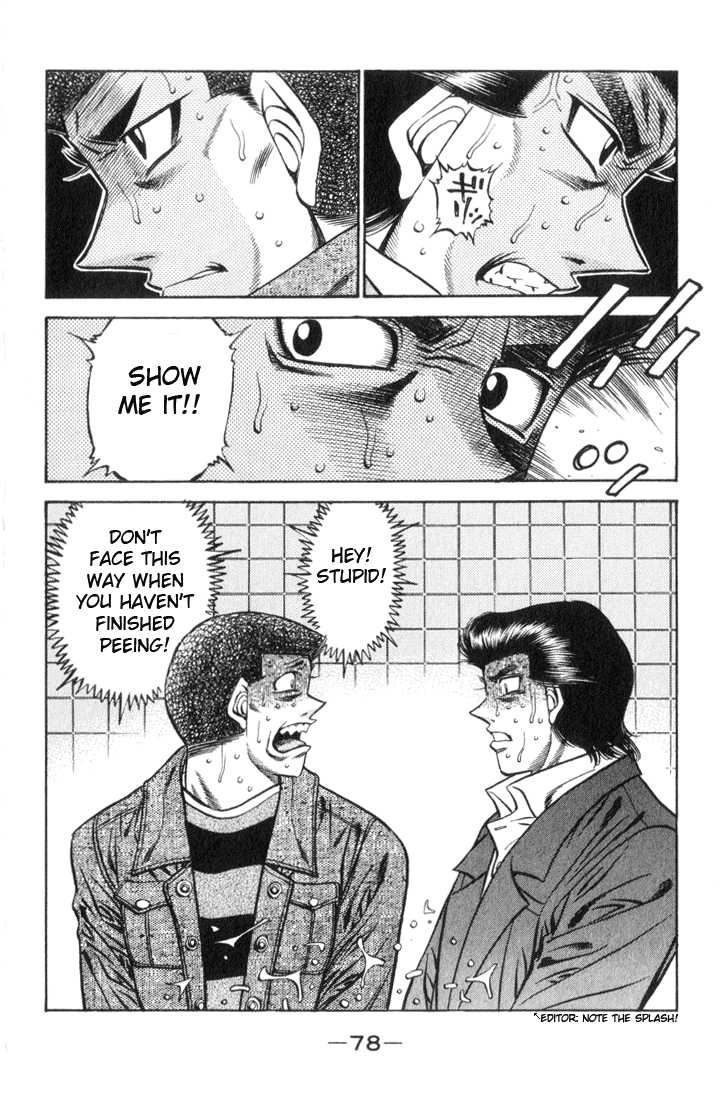 SHOW
ME IT!!
HEY!
STUPID!
DON'T
FACE THIS
WAY WHEN
YOU HAVEN'T
FINISHED
PEEING!
EDITOR: NOTE THE SPLASH!
—78—